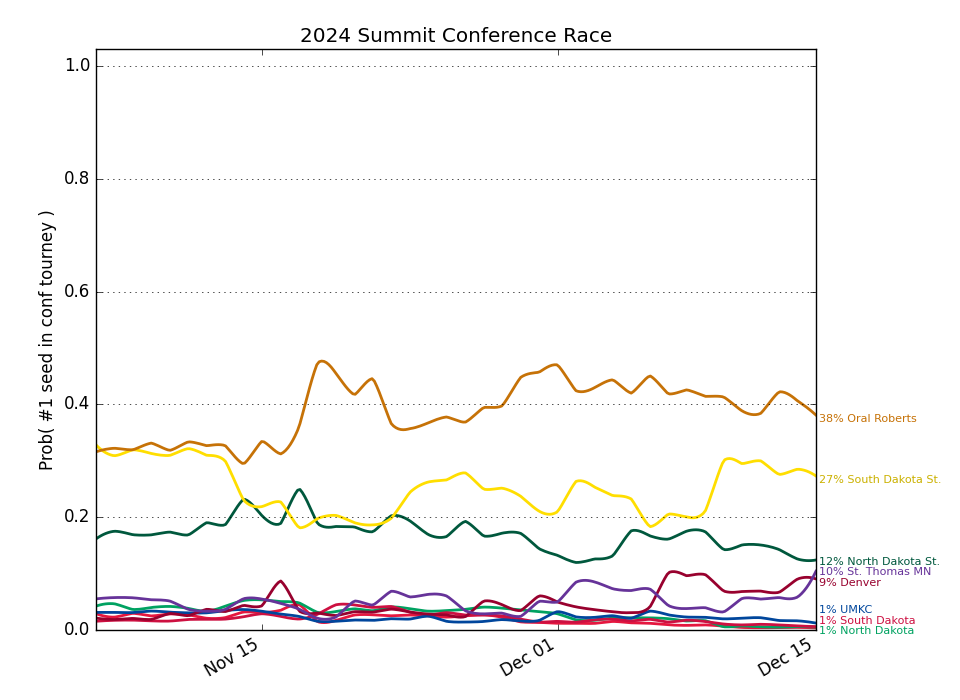 2024 Summit Conference Race
Prob( #1 seed in conf tourney )
1.0
0.8
0.6
0.4
0.2
0.0
Nov 15
Dec 01
Dec 15
38% Oral Roberts
27% South Dakota St.
12% North Dakota St.
10% St. Thomas MN
9% Denver
1% UMKC
1% South Dakota
1% North Dakota